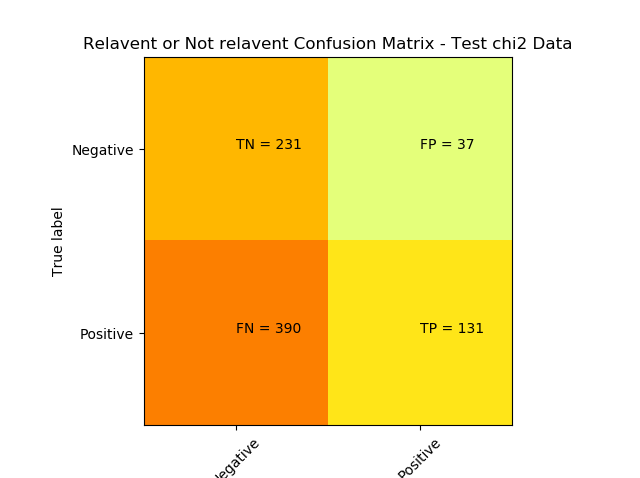 Relavent or Not relavent Confusion Matrix - Test chi2 Data
Negative
TN = 231
FP = 37
True label
Positive
FN = 390
TP = 131
Positive